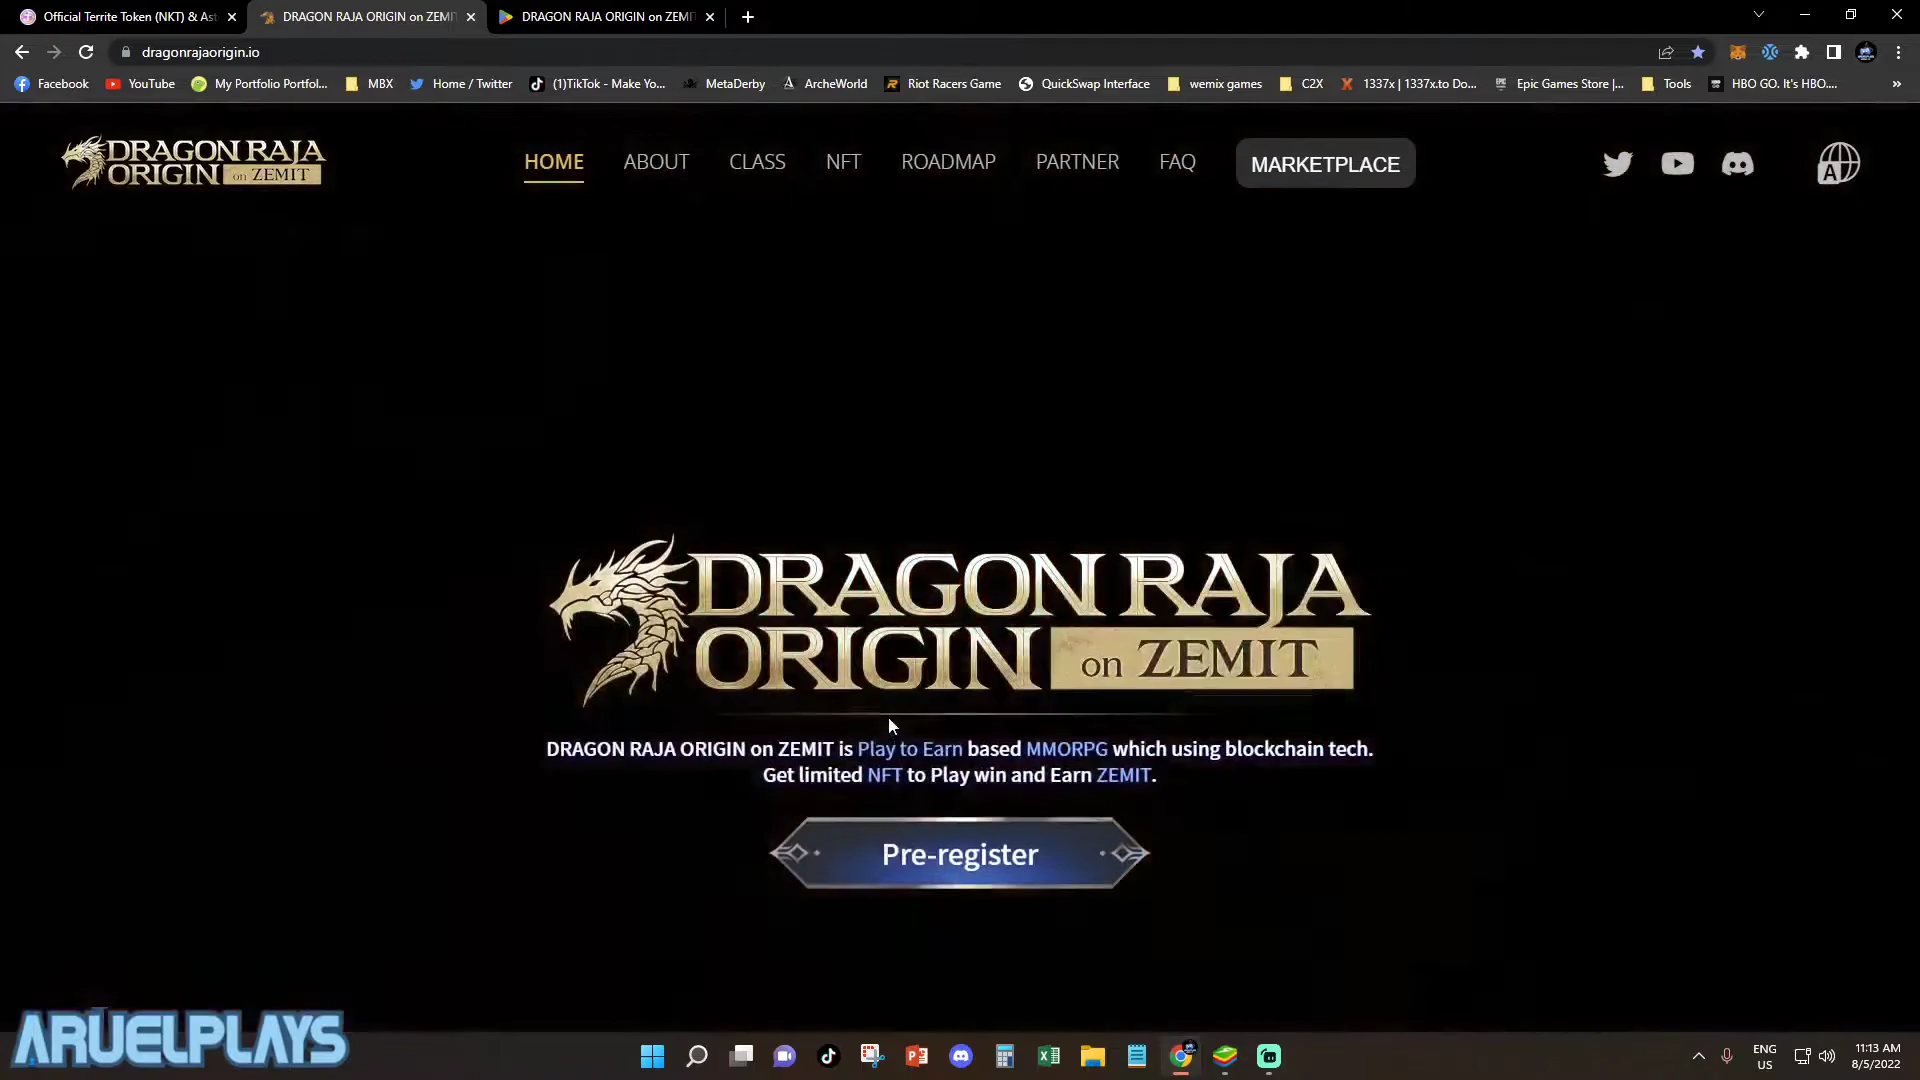 Official Territe Token (NKT) & Ast
DRAGON RAJA ORIGIN on ZEMI
DRAGON RAJA ORIGIN on ZEMI
dragonrajaorigin.io
Facebook
YouTube
My Portfolio Portfol...
MBX
Home / Twitter
(1)TikTok - Make Yo...
MetaDerby
ArcheWorld
Riot Racers Game
QuickSwap Interface
wemix games
C2X
1337x | 1337x.to Do...
Epic Games Store |...
Tools
HBO GO. It's HBO....
DRAGON RAJA
ORIGIN on ZEMIT
HOME
ABOUT
CLASS
NFT
ROADMAP
PARTNER
FAQ
MARKETPLACE
A
DRAGON RAJA
ORIGIN on ZEMIT
DRAGON RAJA ORIGIN on ZEMIT is Play to Earn based MMORPG which using blockchain tech.
Get limited NFT to Play win and Earn ZEMIT.
Pre-register
ARUELPLAYS
ENG
US
11:13 AM
8/5/2022